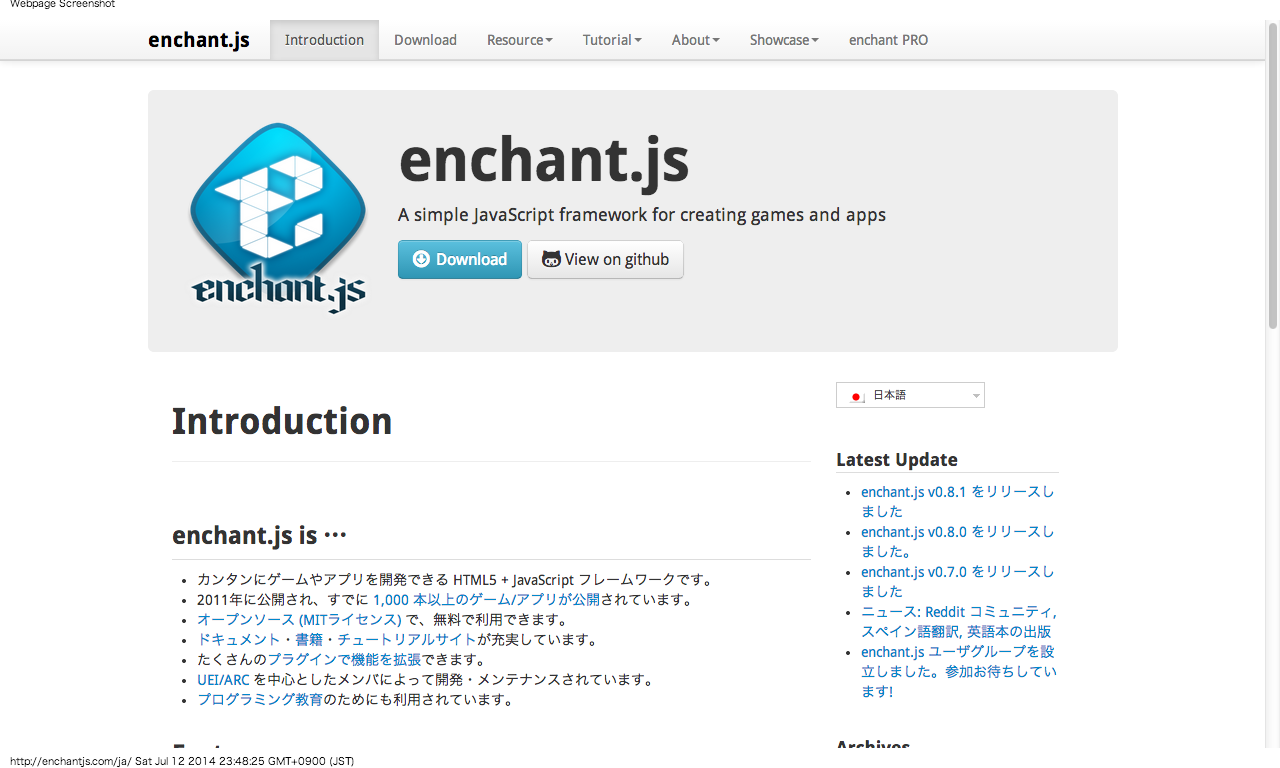 Webpage Screenshot
enchant.js Introduction Download Resource Tutorial About Showcase enchant PRO
enchant.js
enchant.js
A simple JavaScript framework for creating games and apps
Download View on github
Introduction
enchant.js is ⋯
カンタンにゲームやアプリを開発できる HTML5 + JavaScript フレームワークです。
2011年に公開され、すでに 1,000 本以上のゲーム/アプリが公開されています。
オープンソース (MITライセンス) で、無料で利用できます。
ドキュメント・書籍・チュートリアルサイトが充実しています。
たくさんのプラグインで機能を拡張できます。
UEI/ARC を中心としたメンバによって開発・メンテナンスされています。
プログラミング教育のためにも利用されています。
日本語
Latest Update
enchant.js v0.8.1 をリリースし
ました
enchant.js v0.8.0 をリリースし
ました。
enchant.js v0.7.0 をリリースし
ました
ニュース: Reddit コミュニティ,
スペイン語翻訳, 英語本の出版
enchant.js ユーザグループを設
立しました。参加お待ちしてい
ます!
Archives
http://enchantjs.com/ja/ Sat Jul 12 2014 23:48:25 GMT+0900 (JST)